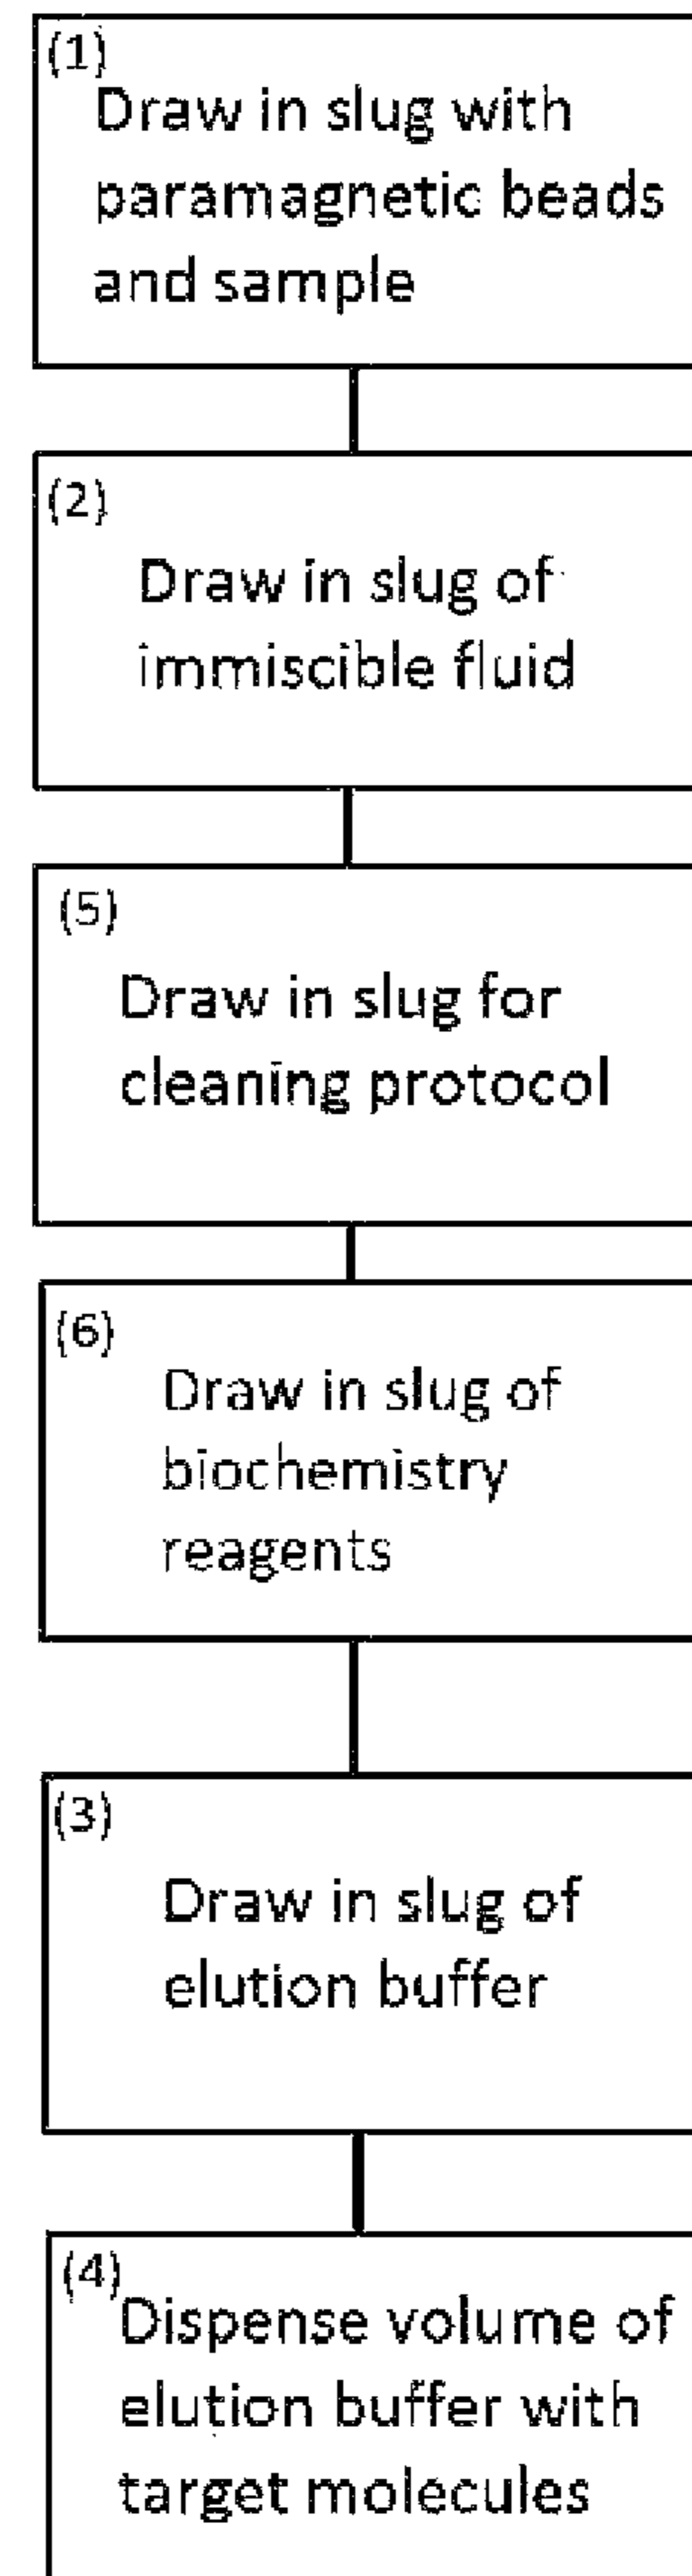 (1)
Draw in slug with
paramagnetic beads
and sample
(2)
Draw in slug of
immiscible fluid
(5)
Draw in slug for
cleaning protocol
(6)
Draw in slug of
biochemistry
reagents
(3)
Draw in slug of
elution buffer
(4)
Dispense volume of
elution buffer with
target molecules